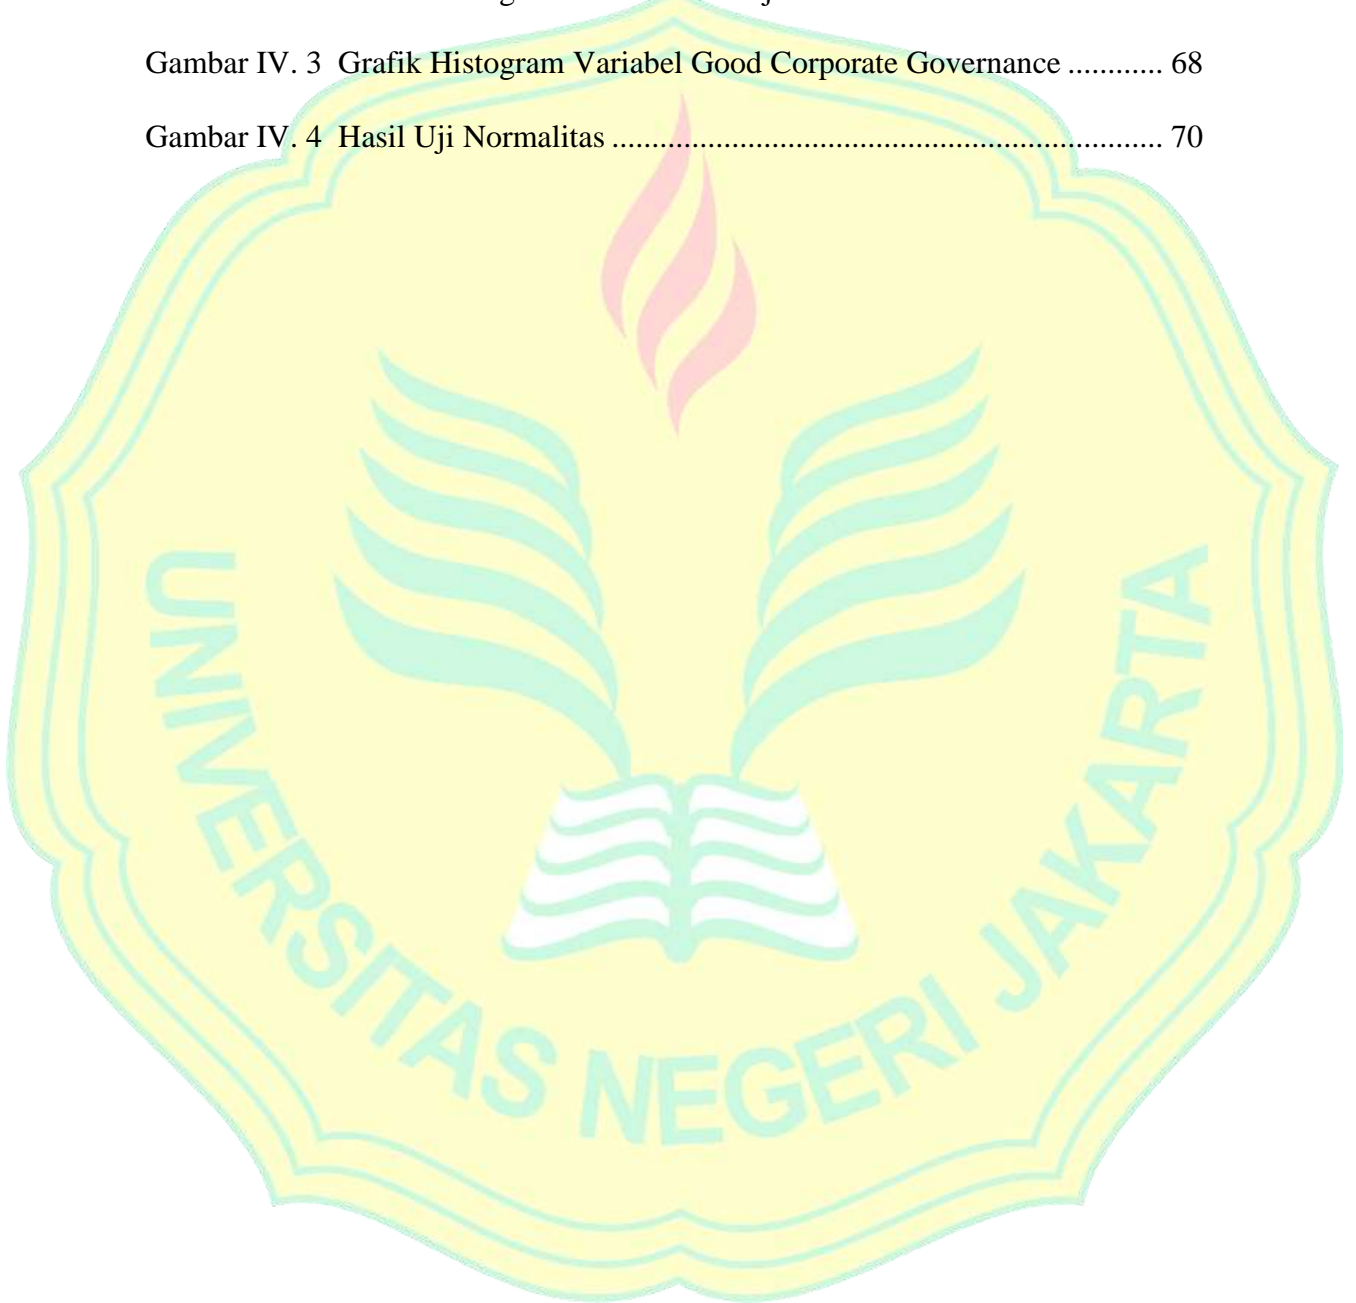 Gambar IV. 3 Grafik Histogram Variabel Good Corporate Governance ............ 68
Gambar IV. 4 Hasil Uji Normalitas .................................................................. 70
UNIVERSITAS NEGERI JAKARTA